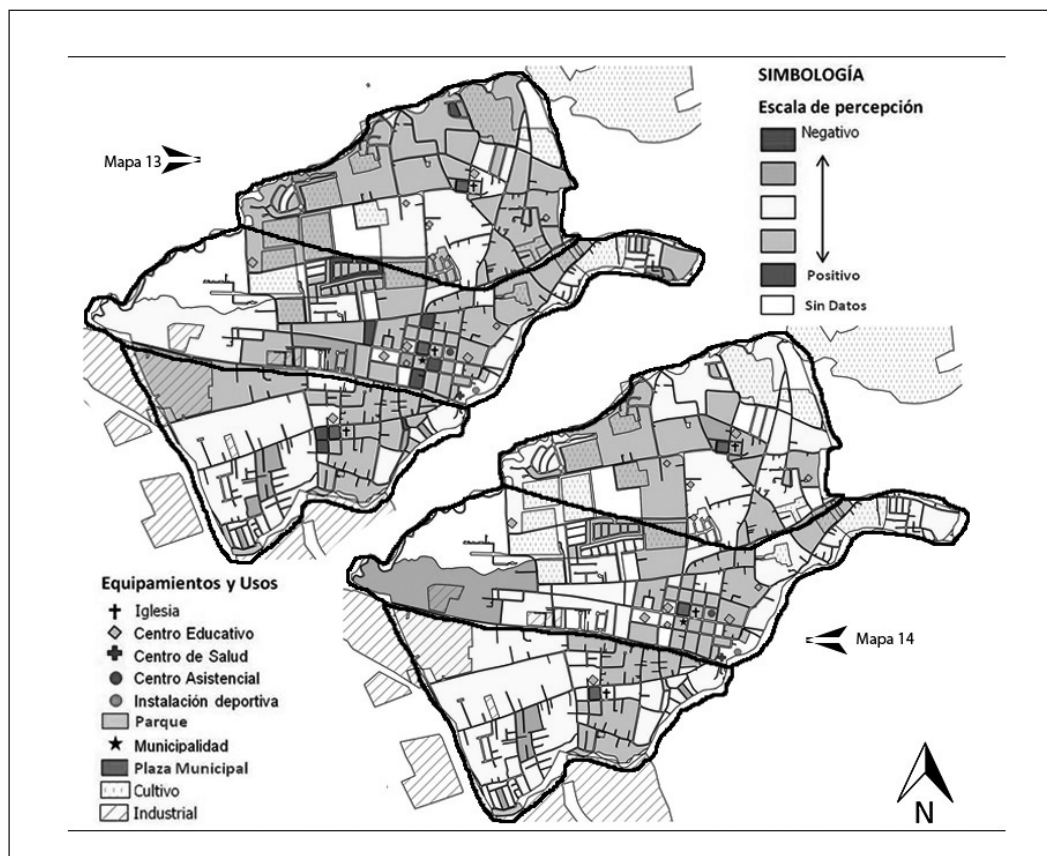 SIMBOLOGÍA
Escala de percepción
Negativo
Positivo
Sin Datos
Mapa 13
Equipamientos y Usos
Iglesia
Centro Educativo
Centro de Salud
Centro Asistencial
Instalación deportiva
Parque
Municipalidad
Plaza Municipal
Cultivo
Industrial
Mapa 14
N